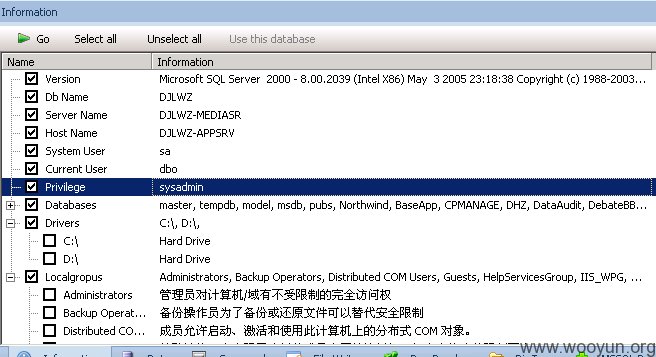 Information
Go Select all Unselect all Use this database
Name Information
Version Microsoft SQL Server 2000 - 8.00.2039 (Intel X86) May 3 2005 23:18:38 Copyright (c) 1988-2003...
Db Name DJLWZ
Server Name DJLWZ-MEDIASR
Host Name DJLWZ-APPSRV
System User sa
Current User dbo
Privilege sysadmin
Databases master, tempdb, model, msdb, pubs, Northwind, BaseApp, CPMANAGE, DHZ, DataAudit, DebateBB...
Drivers C:\, D:\,
C:\ Hard Drive
D:\ Hard Drive
Localgropus Administrators, Backup Operators, Distributed COM Users, Guests, HelpServicesGroup, IIS_WPG, ...
Administrators 管理员对计算机/域有不受限制的完全访问权
Backup Operat... 备份操作员为了备份或还原文件可以替代安全限制
Distributed CO... 成员允许启动、激活和使用此计算机上的分布式 COM 对象。
www.wooyun.org